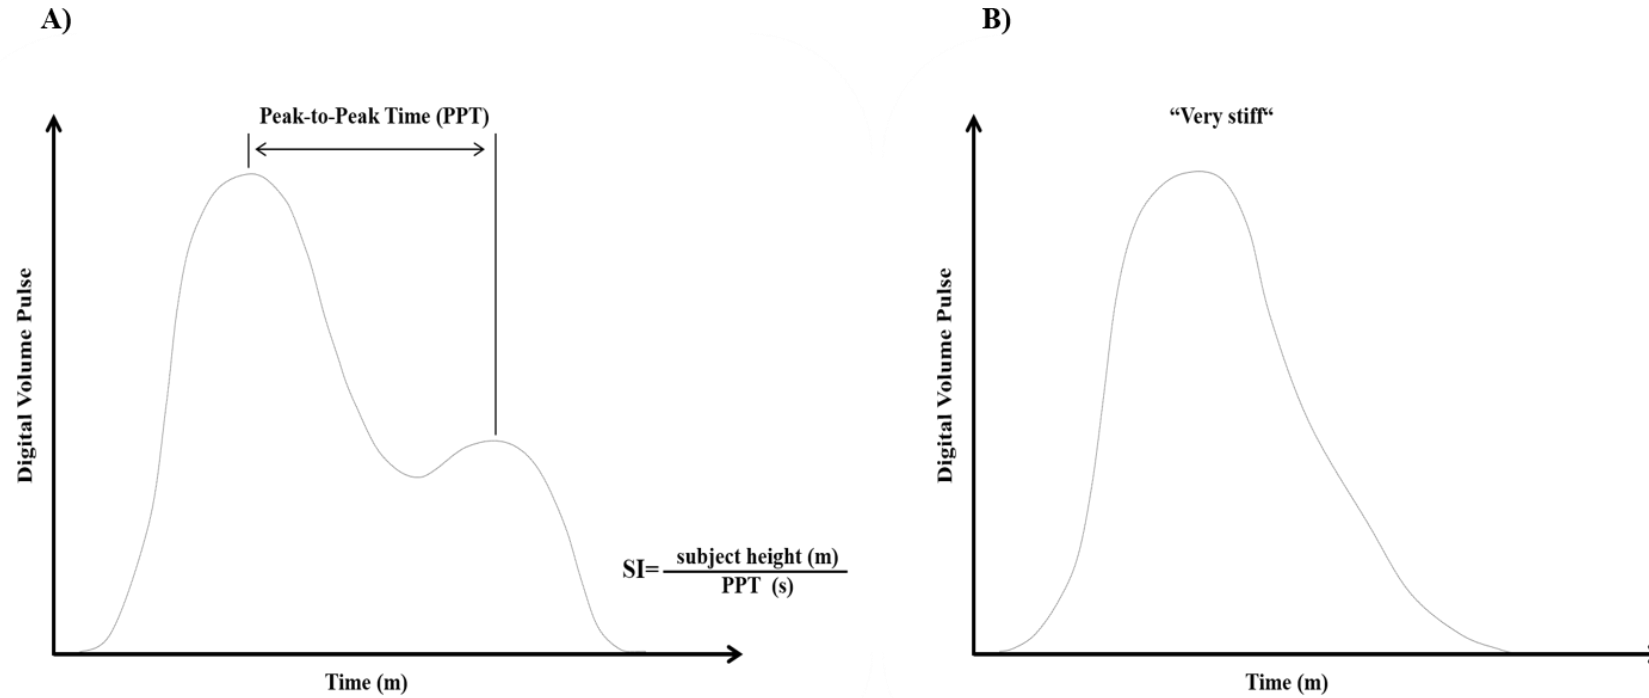 A)
Peak-to-Peak Time (PPT)
Digital Volume Pulse
SI= subject height (m)
PPT (s)
Time (m)
B)
“Very stiff“
Digital Volume Pulse
Time (m)